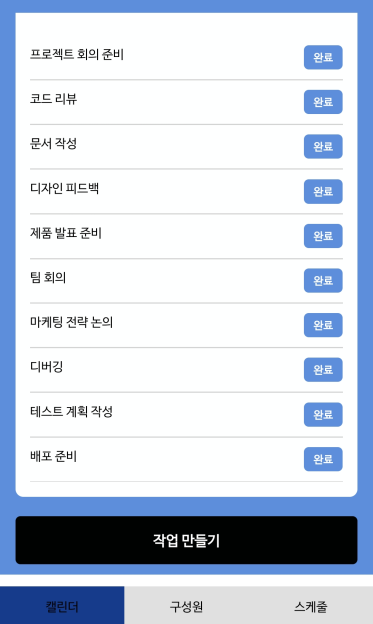 프로젝트 회의 준비 완료
코드 리뷰 완료
문서 작성 완료
디자인 피드백 완료
제품 발표 준비 완료
팀 회의 완료
마케팅 전략 논의 완료
디버깅 완료
테스트 계획 작성 완료
배포 준비 완료
작업 만들기
캘린더 구성원 스케줄